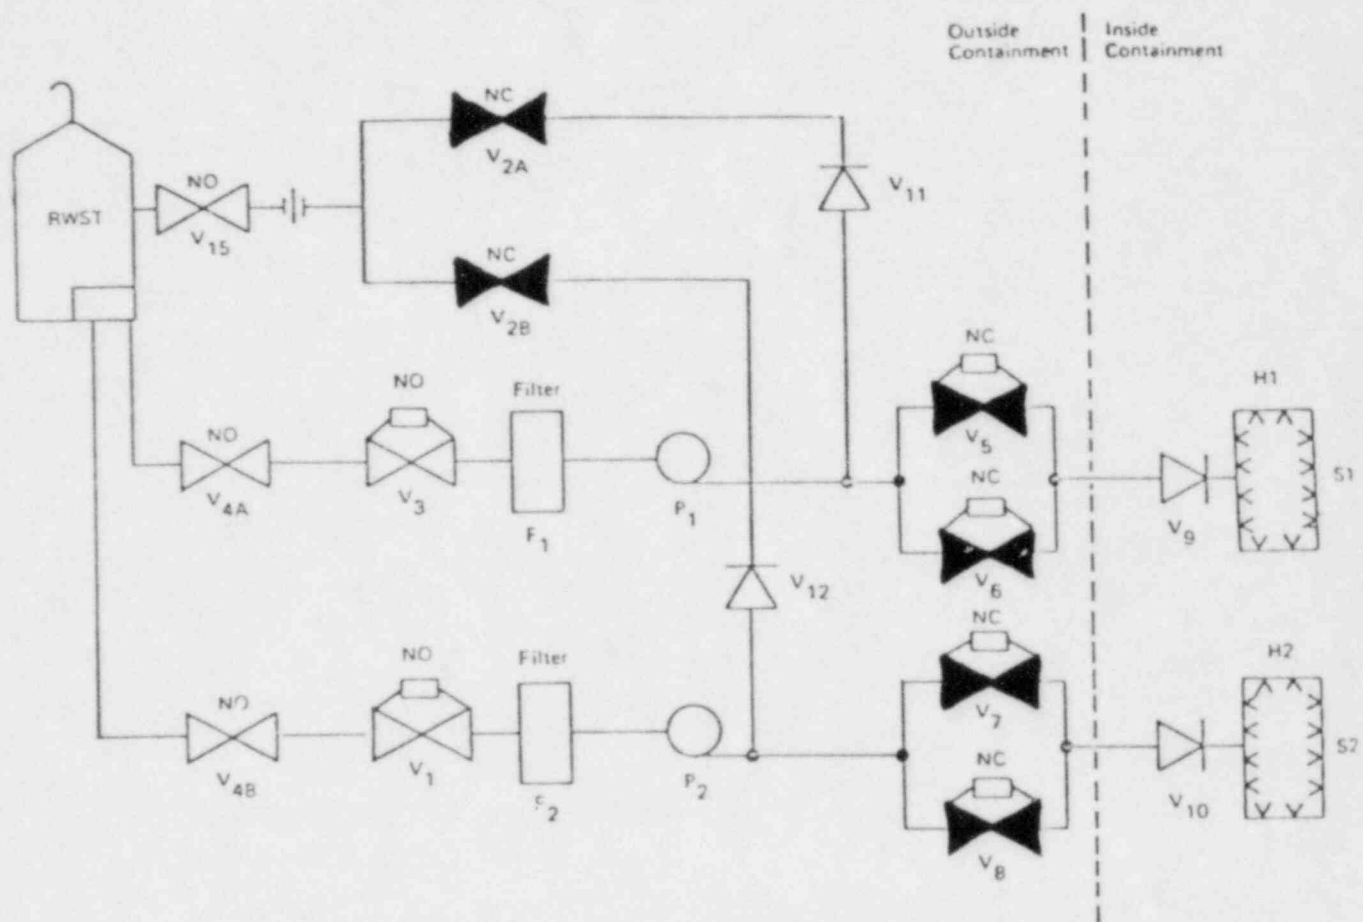 Outside
Containment
Inside
Containment
NC
V2A
NO
V15
RWST
V11
NC
V2B
NC
V5
H1
NO
V4A
NO
V3
Filter
F1
P1
NC
V6
V9
S1
V12
NC
V7
H2
NO
V4B
NO
V1
Filter
P2
NC
V8
V10
S2